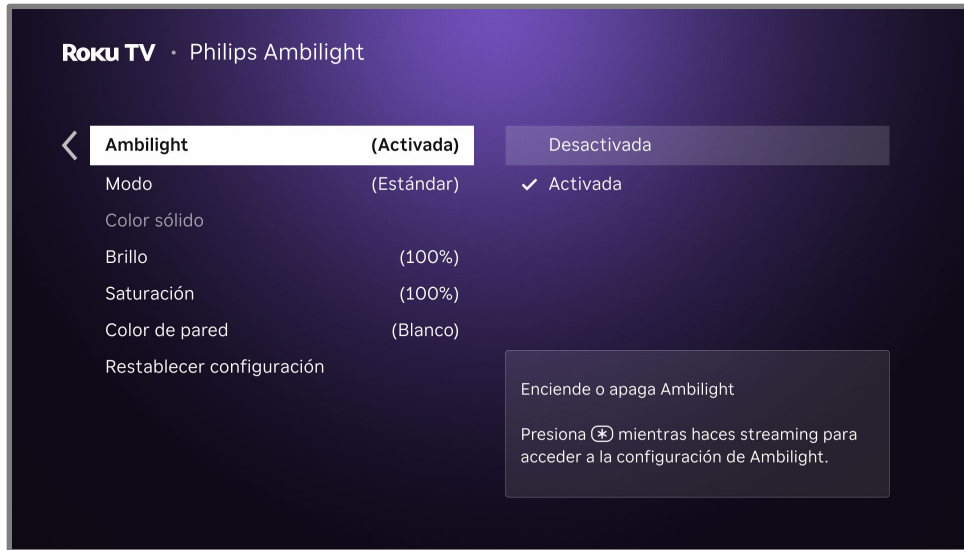 Roku TV • Philips Ambilight
Ambilight (Activada)
Modo (Estándar)
Color sólido
Brillo (100%)
Saturación (100%)
Color de pared (Blanco)
Restablecer configuración
Desactivada
✓ Activada
Enciende o apaga Ambilight
Presiona ✱ mientras haces streaming para
acceder a la configuración de Ambilight.